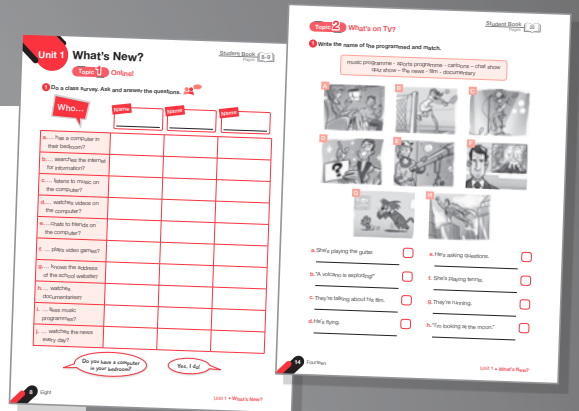 Unit 1 What's New?
Student Book
Pages 8-9
Topic 1 Online!
1 Do a class survey. Ask and answer the questions.
Who...
Name
Name
Name
a. ... has a computer in
their bedroom?
b. ... searches the internet
for information?
c. ... listens to music on
the computer?
d. ... watches videos on
the computer?
e. ...chats to friends on
the computer?
f. ... plays video games?
g. ... knows the address
of the school website?
h. ... watches
documentaries?
i. ... likes music
programmes?
j. ... watches the news
every day?
Do you have a computer
in your bedroom?
Yes, I do!
8 Eight
Unit 1 • What's New?
Topic 2 What's on TV?
Student Book
Pages
1 Write the name of the programmed and match.
music programme - sports programme - cartoons - chat show
quiz show - the news - film - documentary
A
B
C
D
E
F
G
H
a. She's playing the guitar.
b. "A volcano is exploding!"
c. They're talking about his film.
d. He's flying.
e. He's asking questions.
f. She's Playing tennis.
g. They're running.
h. "I'm looking at the moon."
14 Fourteen
Unit 1 • What's New?